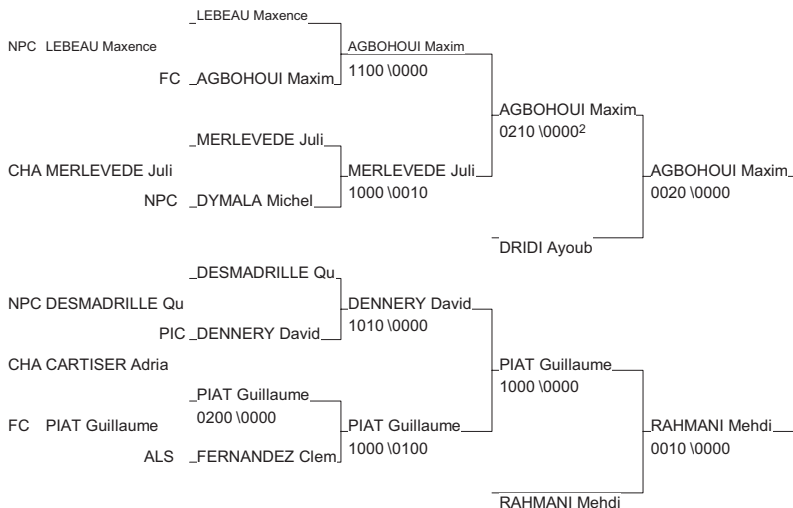 LEBEAU Maxence
NPC LEBEAU Maxence
AGBOHOUI Maxim
FC AGBOHOUI Maxim
1100 \0000
AGBOHOUI Maxim
0210 \0000²
MERLEVEDE Juli
CHA MERLEVEDE Juli
MERLEVEDE Juli
AGBOHOUI Maxim
1000 \0010
0020 \0000
NPC DYMALA Michel
DRIDI Ayoub
DESMADRILLE Qu
NPC DESMADRILLE Qu
DENNERY David
PIC DENNERY David
1010 \0000
CHA CARTISER Adria
PIAT Guillaume
1000 \0000
PIAT Guillaume
0200 \0000
FC PIAT Guillaume
PIAT Guillaume
RAHMANI Mehdi
1000 \0100
0010 \0000
ALS FERNANDEZ Clem
RAHMANI Mehdi